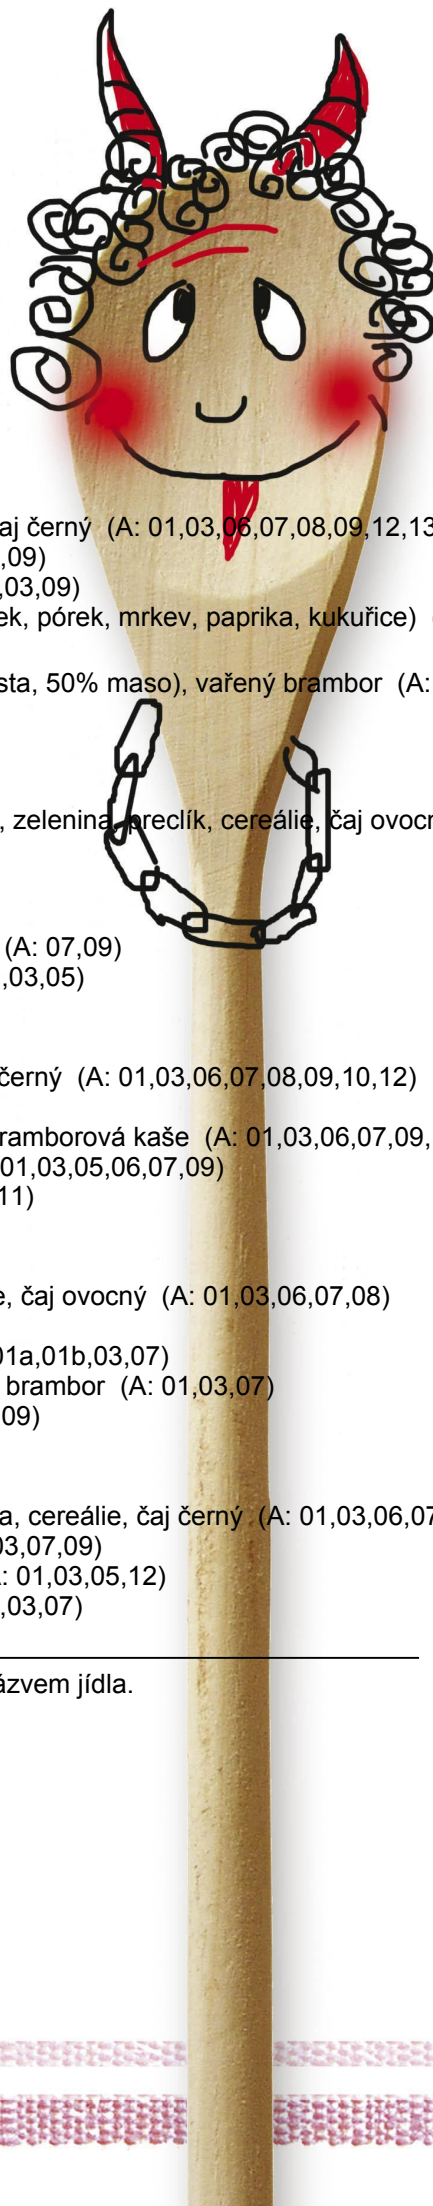 aj černý (A: 01,03,06,07,08,09,12,13
,09)
,03,09)
ek, pórek, mrkev, paprika, kukuřice)
sta, 50% maso), vařený brambor (A:
, zelenina, preclík, cereálie, čaj ovocn
(A: 07,09)
,03,05)
černý (A: 01,03,06,07,08,09,10,12)
ramborová kaše (A: 01,03,06,07,09,
01,03,05,06,07,09)
11)
e, čaj ovocný (A: 01,03,06,07,08)
01a,01b,03,07)
brambor (A: 01,03,07)
09)
a, cereálie, čaj černý (A: 01,03,06,07
03,07,09)
: 01,03,05,12)
,03,07)
ázvem jídla.